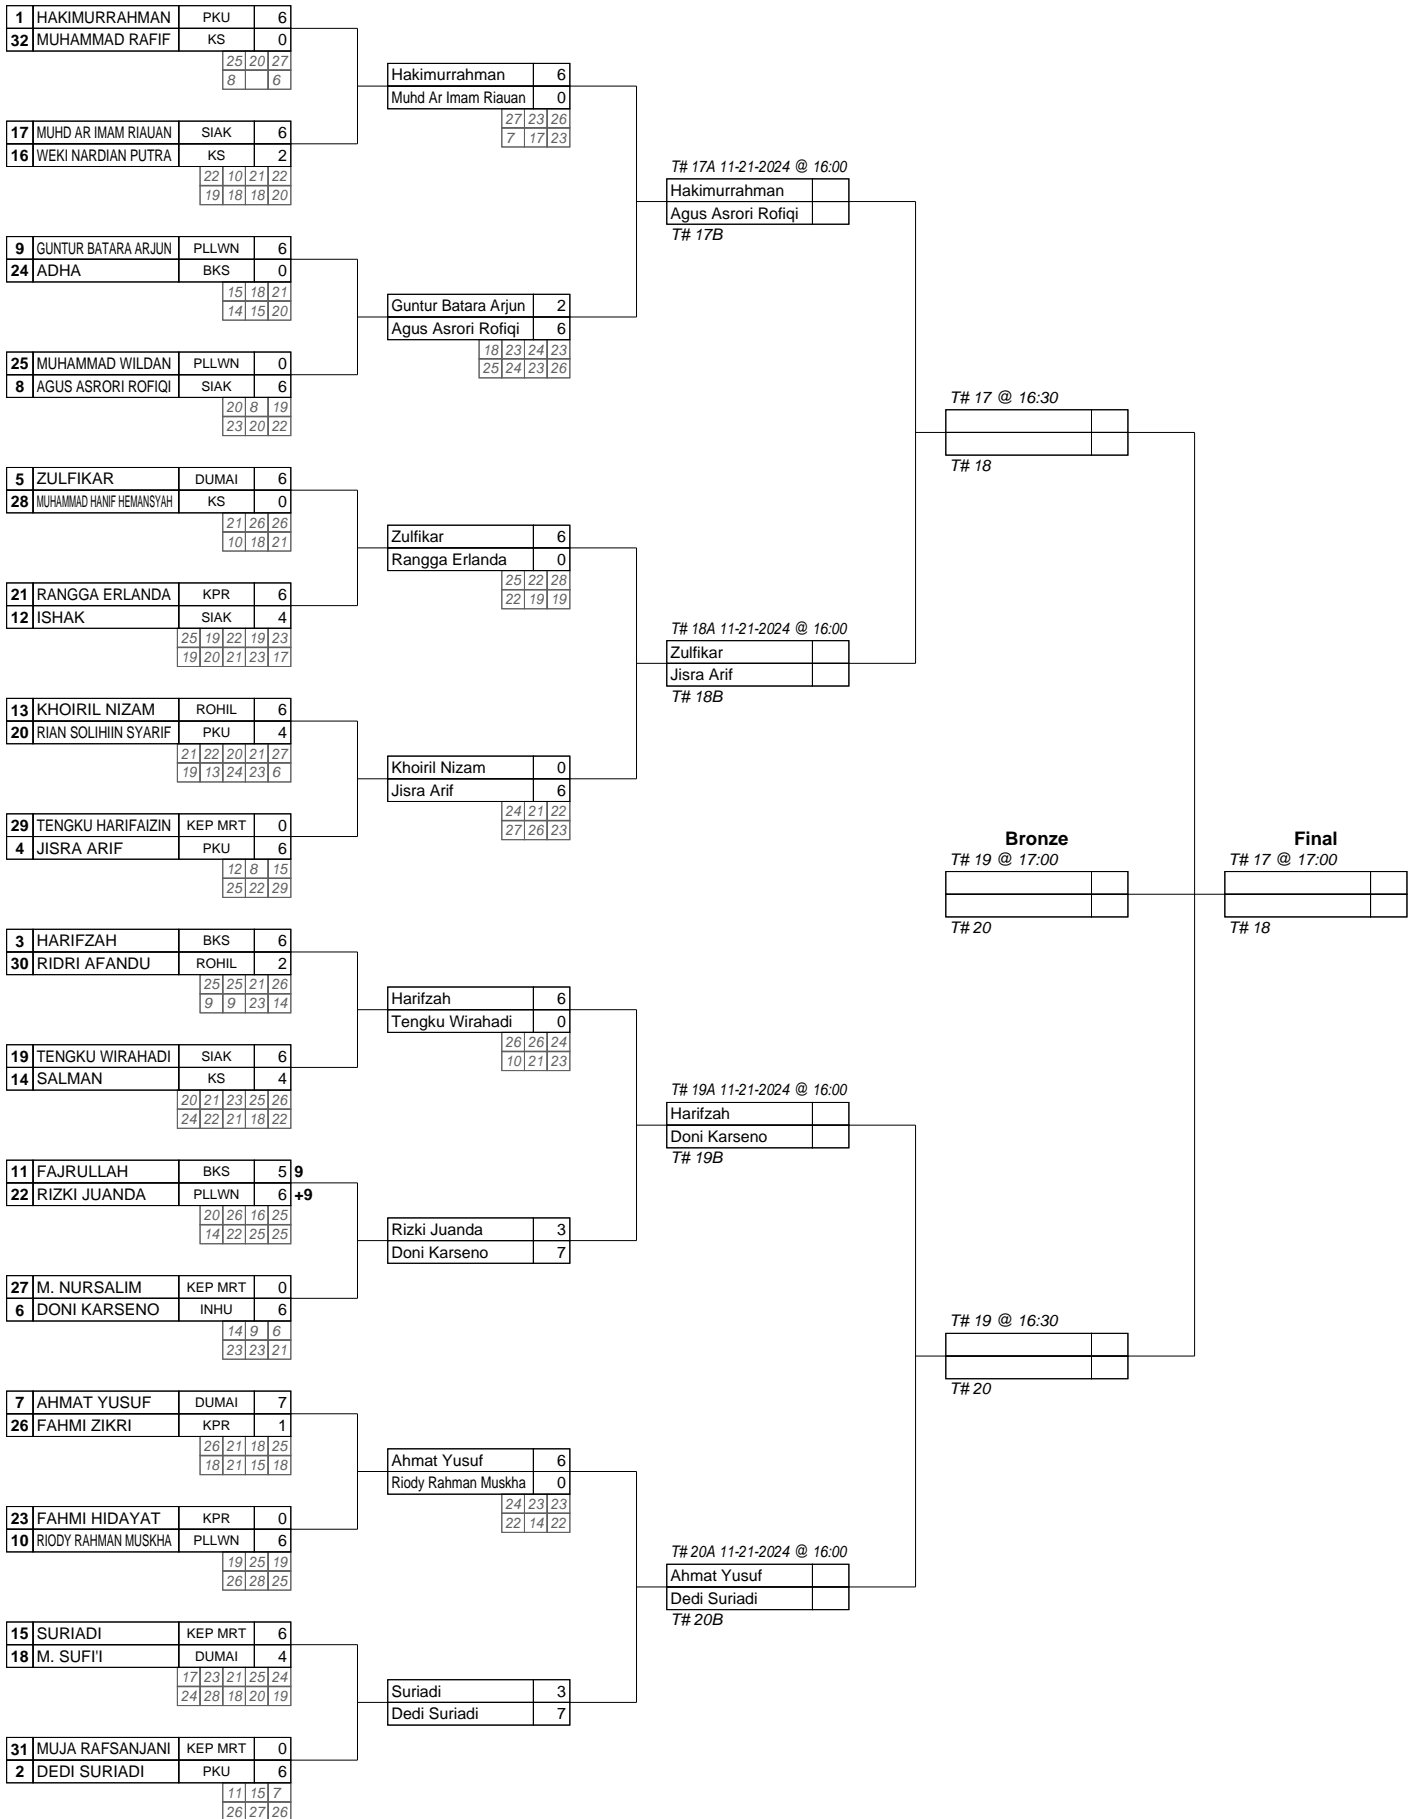 1 HAKIMURRAHMAN PKU 6
32 MUHAMMAD RAFIF KS 0
25 20 27
8 6
17 MUHD AR IMAM RIAUAN SIAK 6
16 WEKI NARDIAN PUTRA KS 2
22 10 21 22
19 18 18 20
9 GUNTUR BATARA ARJUN PLLWN 6
24 ADHA BKS 0
15 18 21
14 15 20
25 MUHAMMAD WILDAN PLLWN 0
8 AGUS ASRORI ROFIQI SIAK 6
20 8 19
23 20 22
5 ZULFIKAR DUMAI 6
28 MUHAMMAD HANIF HEMANSYAH KS 0
21 26 26
10 18 21
21 RANGGA ERLANDA KPR 6
12 ISHAK SIAK 4
25 19 22 19 23
19 20 21 23 17
13 KHOIRIL NIZAM ROHIL 6
20 RIAN SOLIHIIN SYARIF PKU 4
21 22 20 21 27
19 13 24 23 6
29 TENGKU HARIFAIZIN KEP MRT 0
4 JISRA ARIF PKU 6
12 8 15
25 22 29
3 HARIFZAH BKS 6
30 RIDRI AFANDU ROHIL 2
25 25 21 26
9 9 23 14
19 TENGKU WIRAHADI SIAK 6
14 SALMAN KS 4
20 21 23 25 26
24 22 21 18 22
11 FAJRULLAH BKS 5 9
22 RIZKI JUANDA PLLWN 6 +9
20 26 16 25
14 22 25 25
27 M. NURSALIM KEP MRT 0
6 DONI KARSENO INHU 6
14 9 6
23 23 21
7 AHMAT YUSUF DUMAI 7
26 FAHMI ZIKRI KPR 1
26 21 18 25
18 21 15 18
23 FAHMI HIDAYAT KPR 0
10 RIODY RAHMAN MUSKHA PLLWN 6
19 25 19
26 28 25
15 SURIADI KEP MRT 6
18 M. SUFI'I DUMAI 4
17 23 21 25 24
24 28 18 20 19
31 MUJA RAFSANJANI KEP MRT 0
2 DEDI SURIADI PKU 6
11 15 7
26 27 26
Hakimurrahman 6
Muhd Ar Imam Riauan 0
27 23 26
7 17 23
Guntur Batara Arjun 2
Agus Asrori Rofiqi 6
18 23 24 23
25 24 23 26
Zulfikar 6
Rangga Erlanda 0
25 22 28
22 19 19
Khoiril Nizam 0
Jisra Arif 6
24 21 22
27 26 23
Harifzah 6
Tengku Wirahadi 0
26 26 24
10 21 23
Rizki Juanda 3
Doni Karseno 7
Ahmat Yusuf 6
Riody Rahman Muskha 0
24 23 23
22 14 22
Suriadi 3
Dedi Suriadi 7
T# 17A 11-21-2024 @ 16:00
Hakimurrahman
Agus Asrori Rofiqi
T# 17B
T# 18A 11-21-2024 @ 16:00
Zulfikar
Jisra Arif
T# 18B
T# 19A 11-21-2024 @ 16:00
Harifzah
Doni Karseno
T# 19B
T# 20A 11-21-2024 @ 16:00
Ahmat Yusuf
Dedi Suriadi
T# 20B
T# 17 @ 16:30
T# 18
Bronze
T# 19 @ 17:00
T# 20
T# 19 @ 16:30
T# 20
Final
T# 17 @ 17:00
T# 18